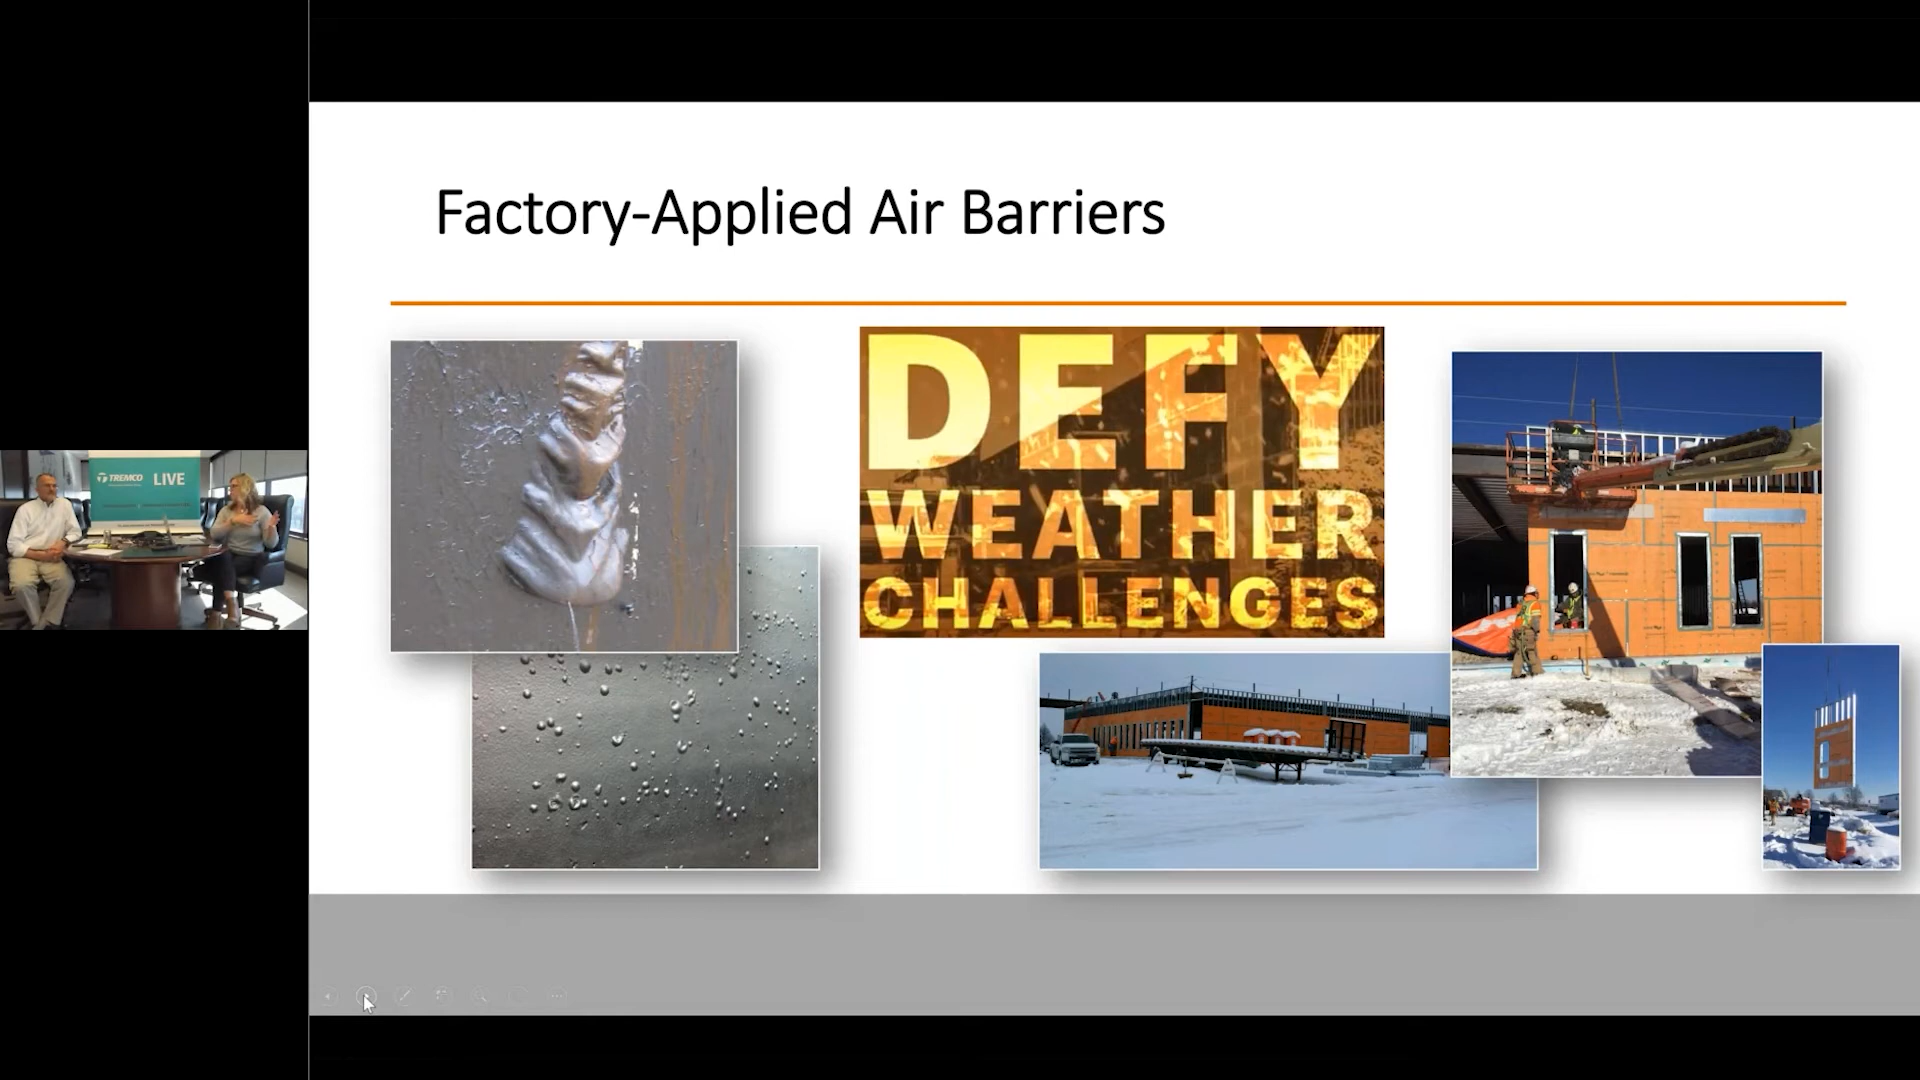 Factory-Applied Air Barriers
DEFY
WEATHER
CHALLENGES
TREMCO LIVE